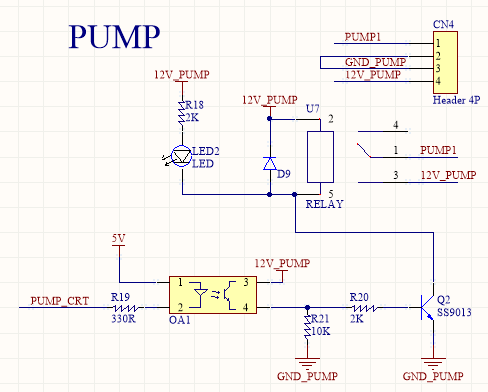 PUMP
CN4
PUMP1
1
2
GND_PUMP
3
12V_PUMP
4
Header 4P
12V_PUMP
R18
2K
LED2
LED
12V_PUMP
U7
2
D9
5
RELAY
4
1
PUMP1
3
12V_PUMP
5V
12V_PUMP
1
3
PUMP_CRT
R19
330R
2
4
OA1
R20
2K
Q2
SS9013
R21
10K
GND_PUMP
GND_PUMP